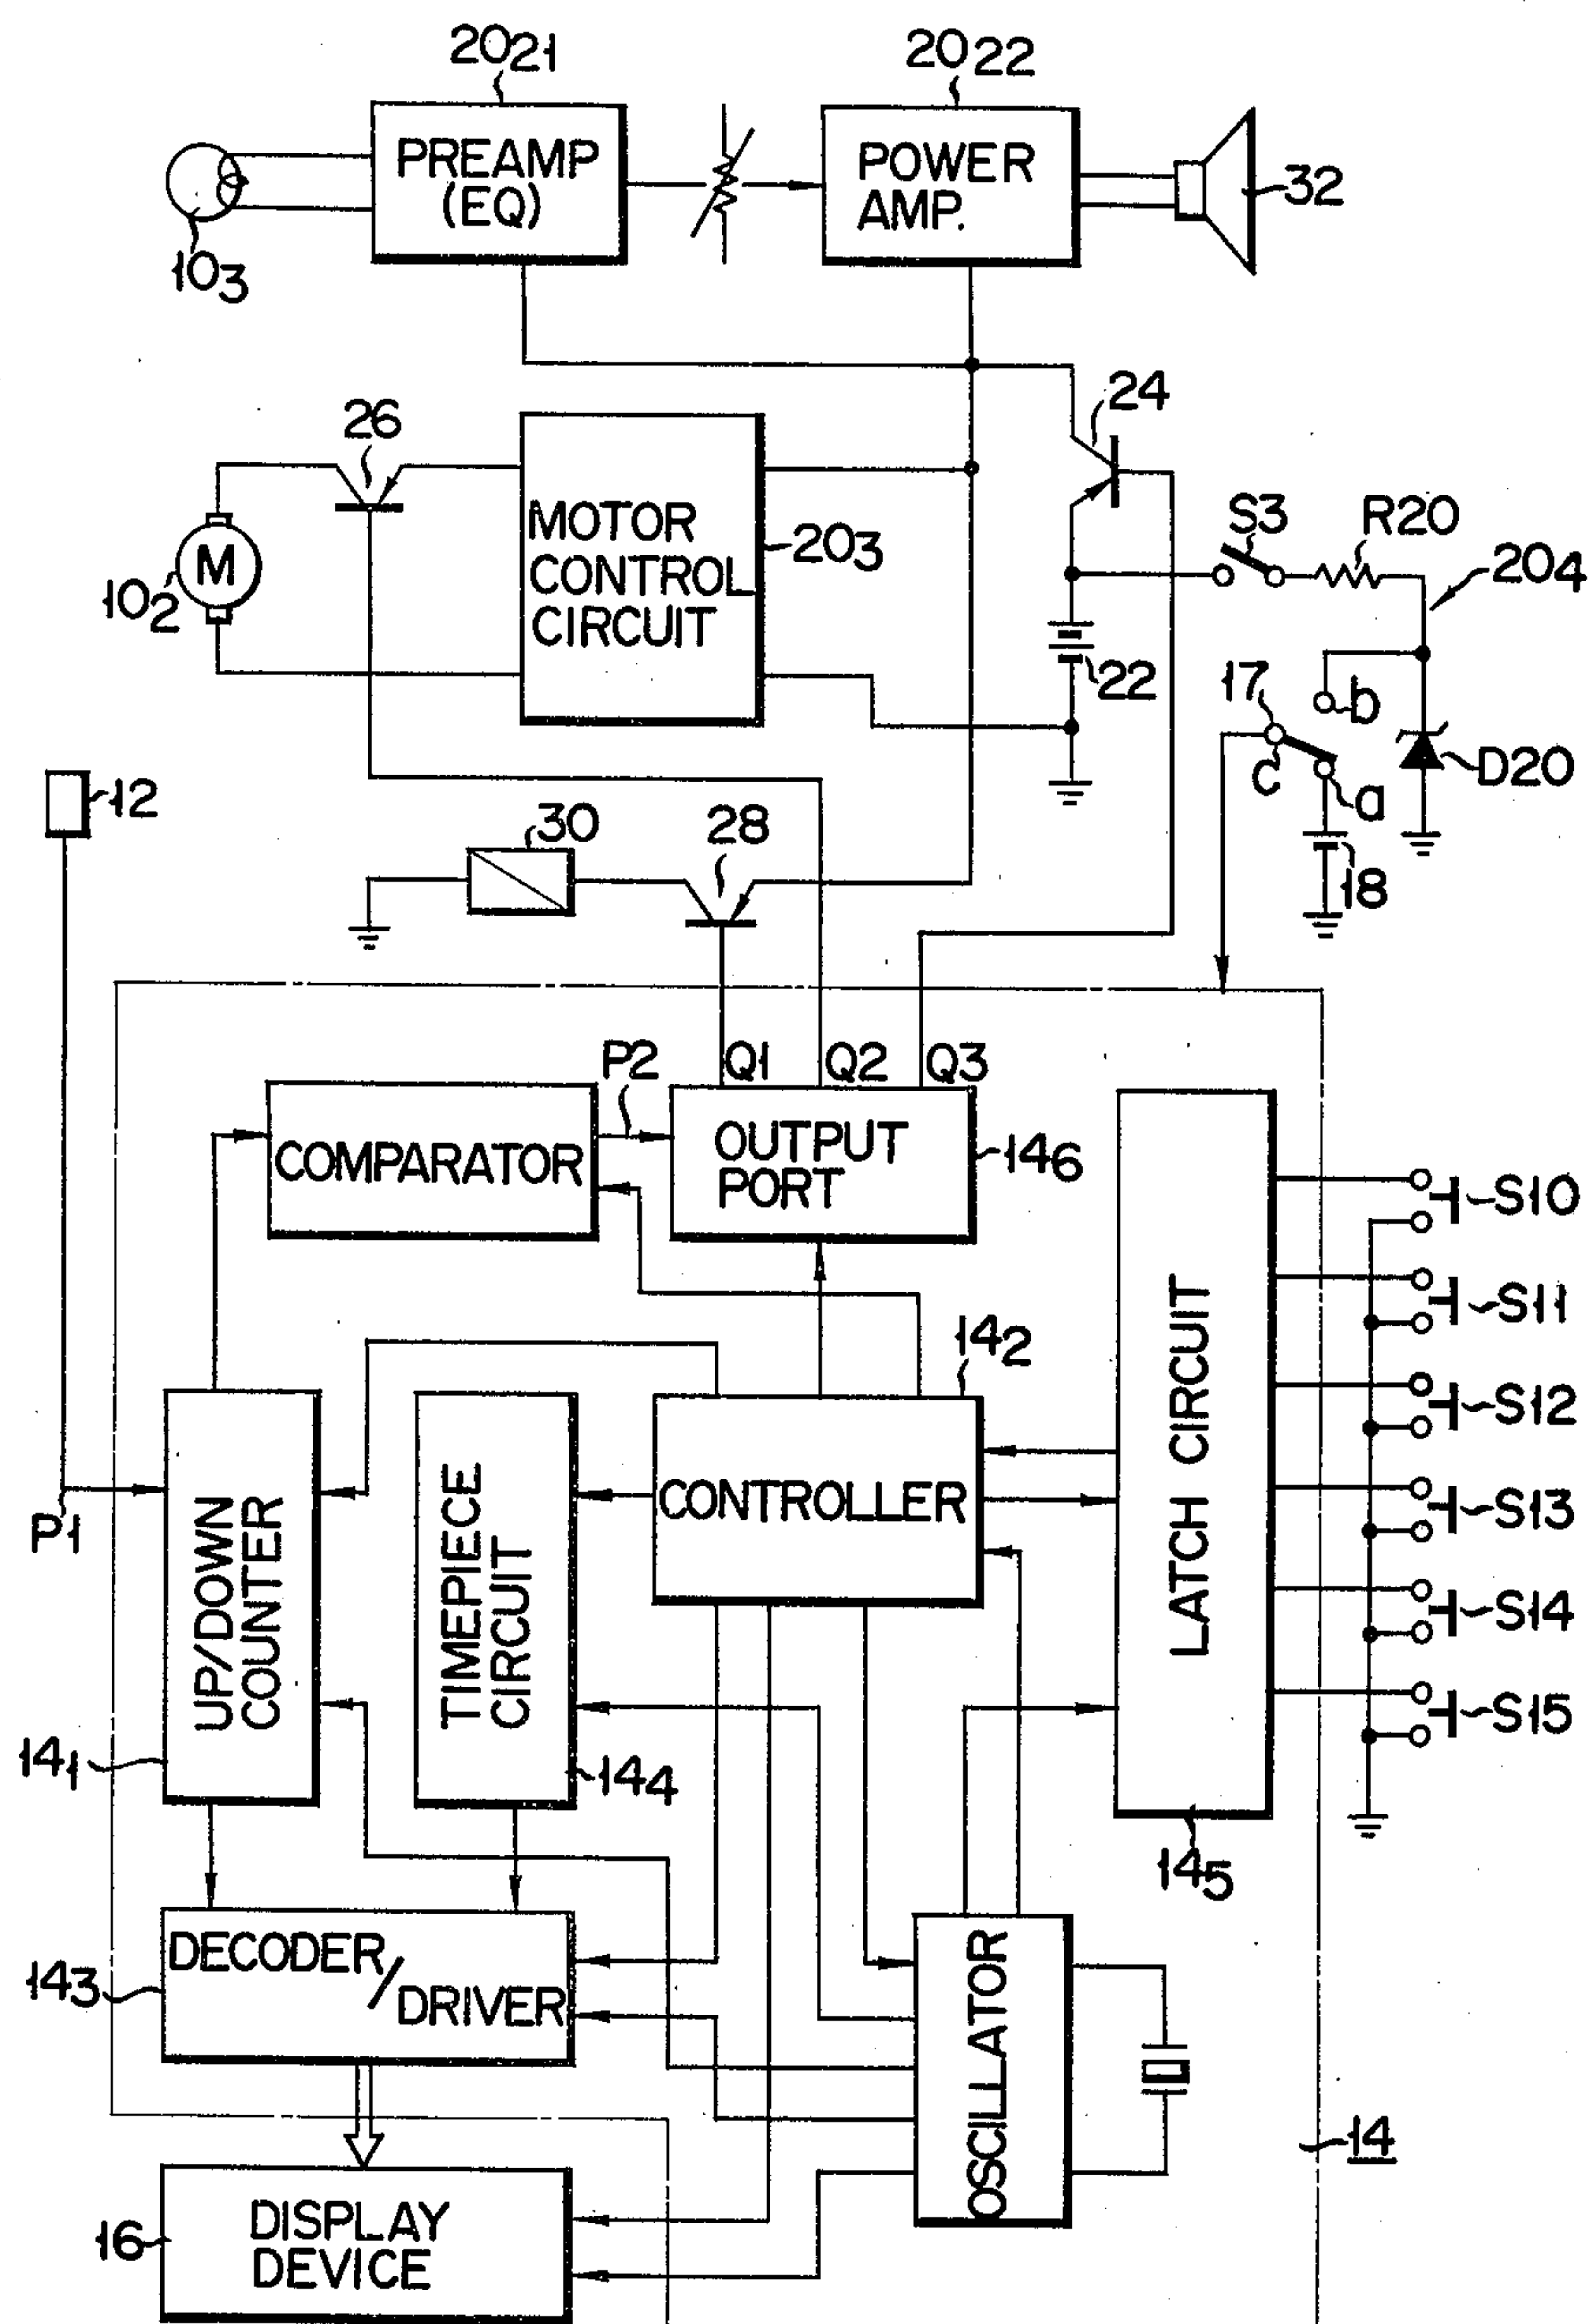 20₂₁
20₂₂
PREAMP
(EQ)
POWER
AMP.
32
10₃
24
26
MOTOR
CONTROL
CIRCUIT
20₃
M
10₂
S3
R20
204
22
17
b
c
a
D20
18
12
30
28
P2
Q1
Q2
Q3
COMPARATOR
OUTPUT
PORT
14₆
S10
S11
S12
S13
S14
S15
14₂
LATCH CIRCUIT
CONTROLLER
P1
UP/DOWN
COUNTER
TIMEPIECE
CIRCUIT
14₁
14₄
14₅
DECODER/
DRIVER
14₃
OSCILLATOR
14
DISPLAY
DEVICE
16